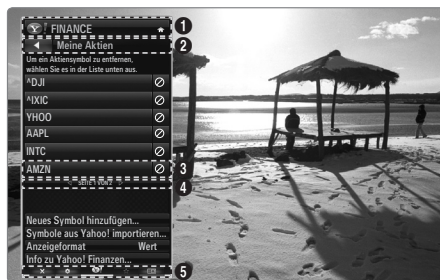 FINANCE
1
Meine Aktien
2
Um ein Aktiensymbol zu entfernen,
wählen Sie es in der Liste unten aus.
^DJI
^IXIC
YHOO
AAPL
INTC
AMZN
3
SEITE 1 VON 2
4
Neues Symbol hinzufügen...
Symbole aus Yahoo! importieren...
Anzeigeformat Wert
Info zu Yahoo! Finanzen...
5